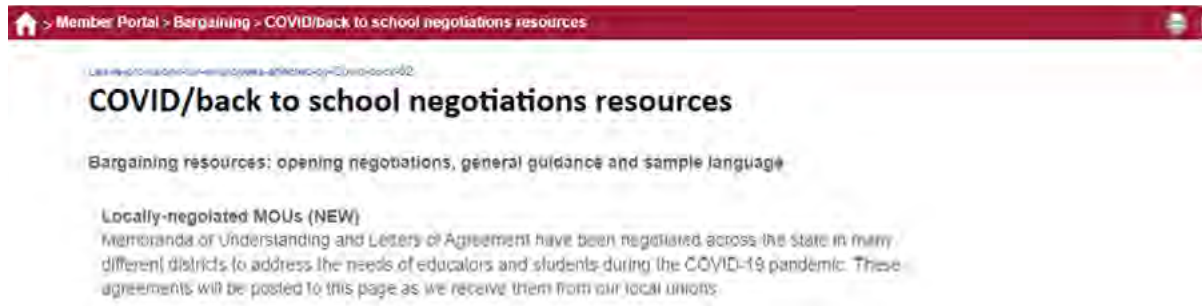 > Member Portal > Bargaining > COVID/back to school negotiations resources
COVID/back to school negotiations resources
Bargaining resources: opening negotiations, general guidance and sample language
Locally-negotated MOUs (NEW)
Memoranda of Understanding and Letters of Agreement have been negotiated across the state in many
different districts to address the needs of educators and students during the COVID-19 pandemic. These
agreements will be posted to this page as we receive them from our local unions